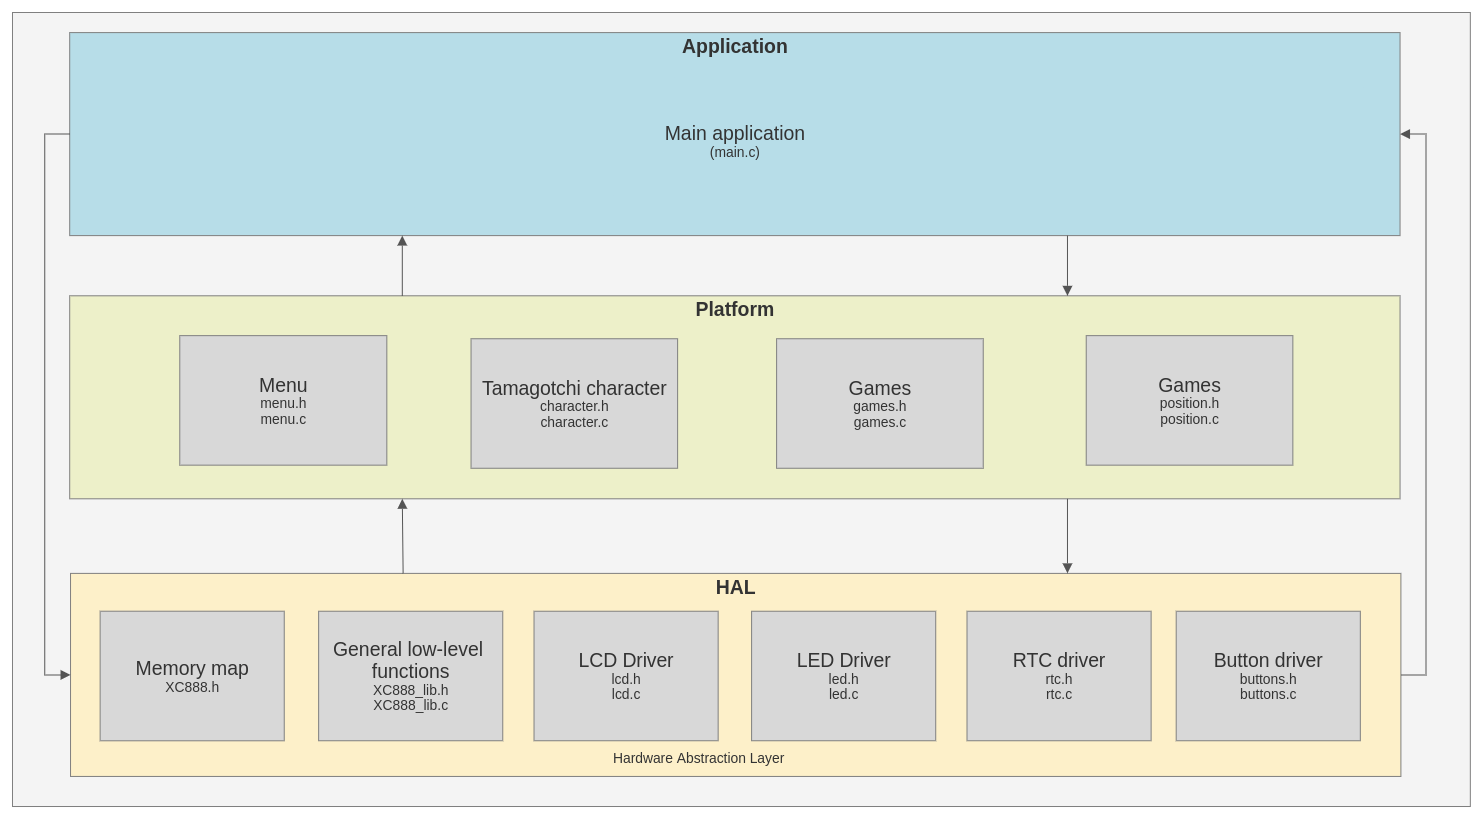 Application
Main application
(main.c)
Platform
Menu
menu.h
menu.c
Tamagotchi character
character.h
character.c
Games
games.h
games.c
Games
position.h
position.c
HAL
Memory map
XC888.h
General low-level
functions
XC888_lib.h
XC888_lib.c
LCD Driver
lcd.h
lcd.c
LED Driver
led.h
led.c
RTC driver
rtc.h
rtc.c
Button driver
buttons.h
buttons.c
Hardware Abstraction Layer